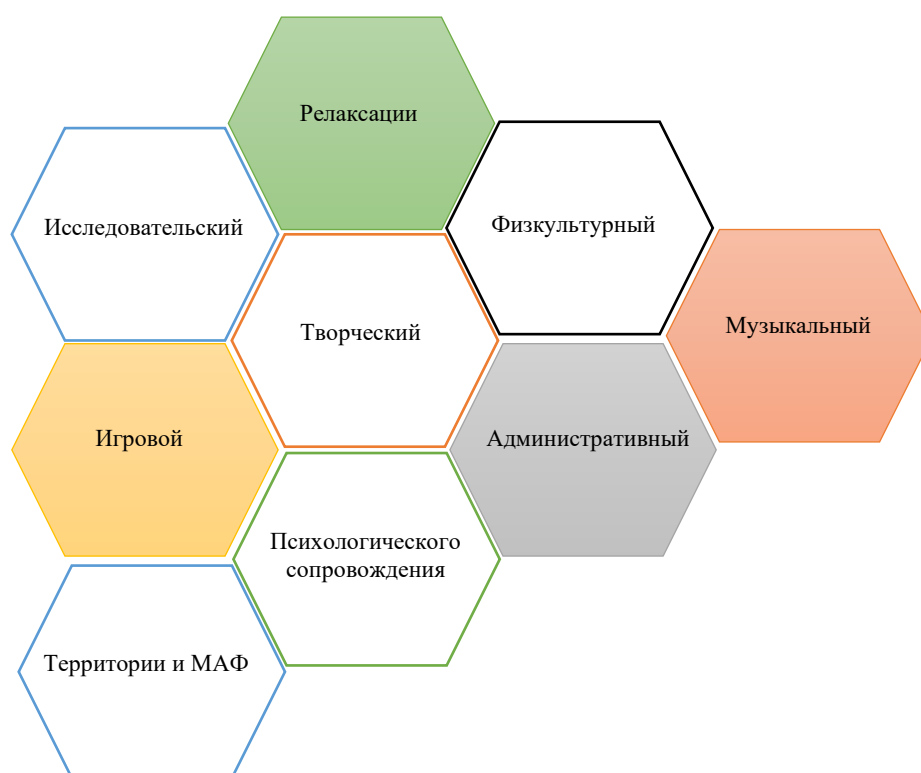 Релаксации
Исследовательский
Физкультурный
Творческий
Музыкальный
Игровой
Административный
Психологического
сопровождения
Территории и МАФ